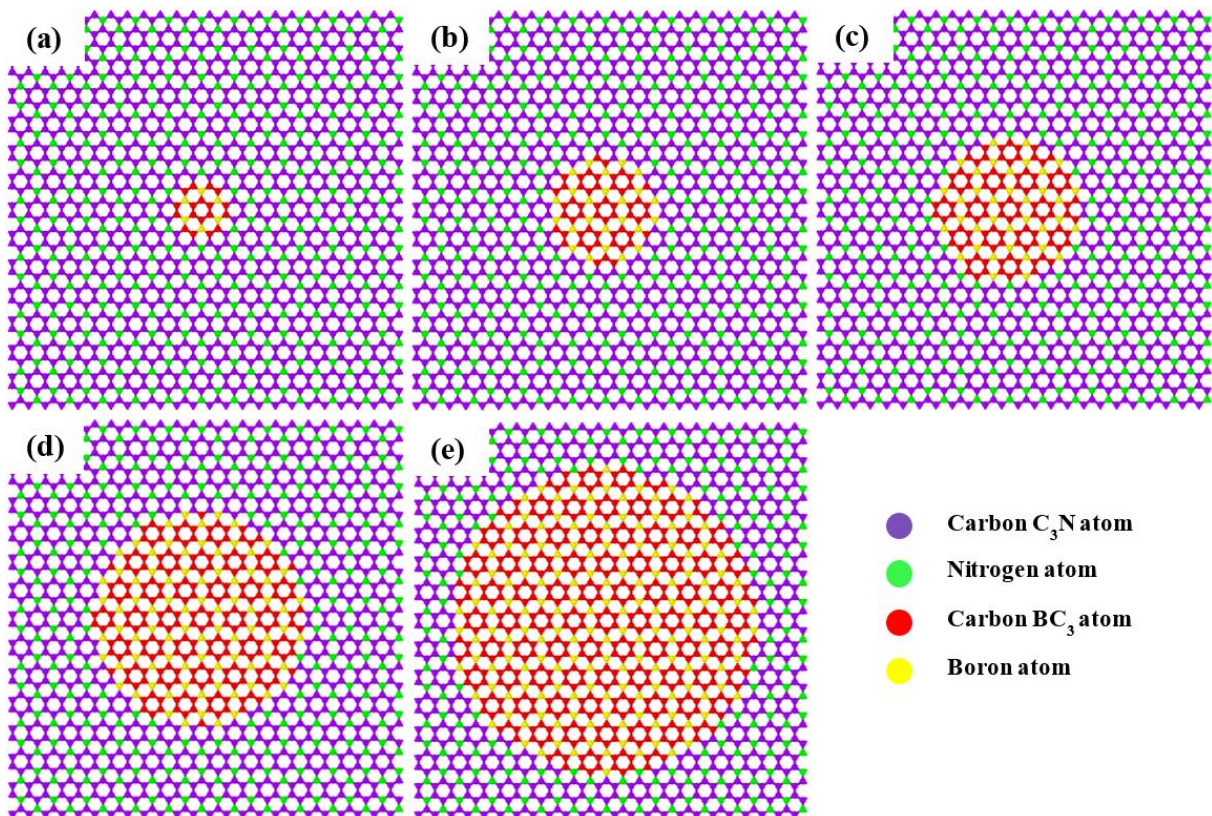 (a)
(b)
(c)
(d)
(e)
Carbon C₃N atom
Nitrogen atom
Carbon BC₃ atom
Boron atom